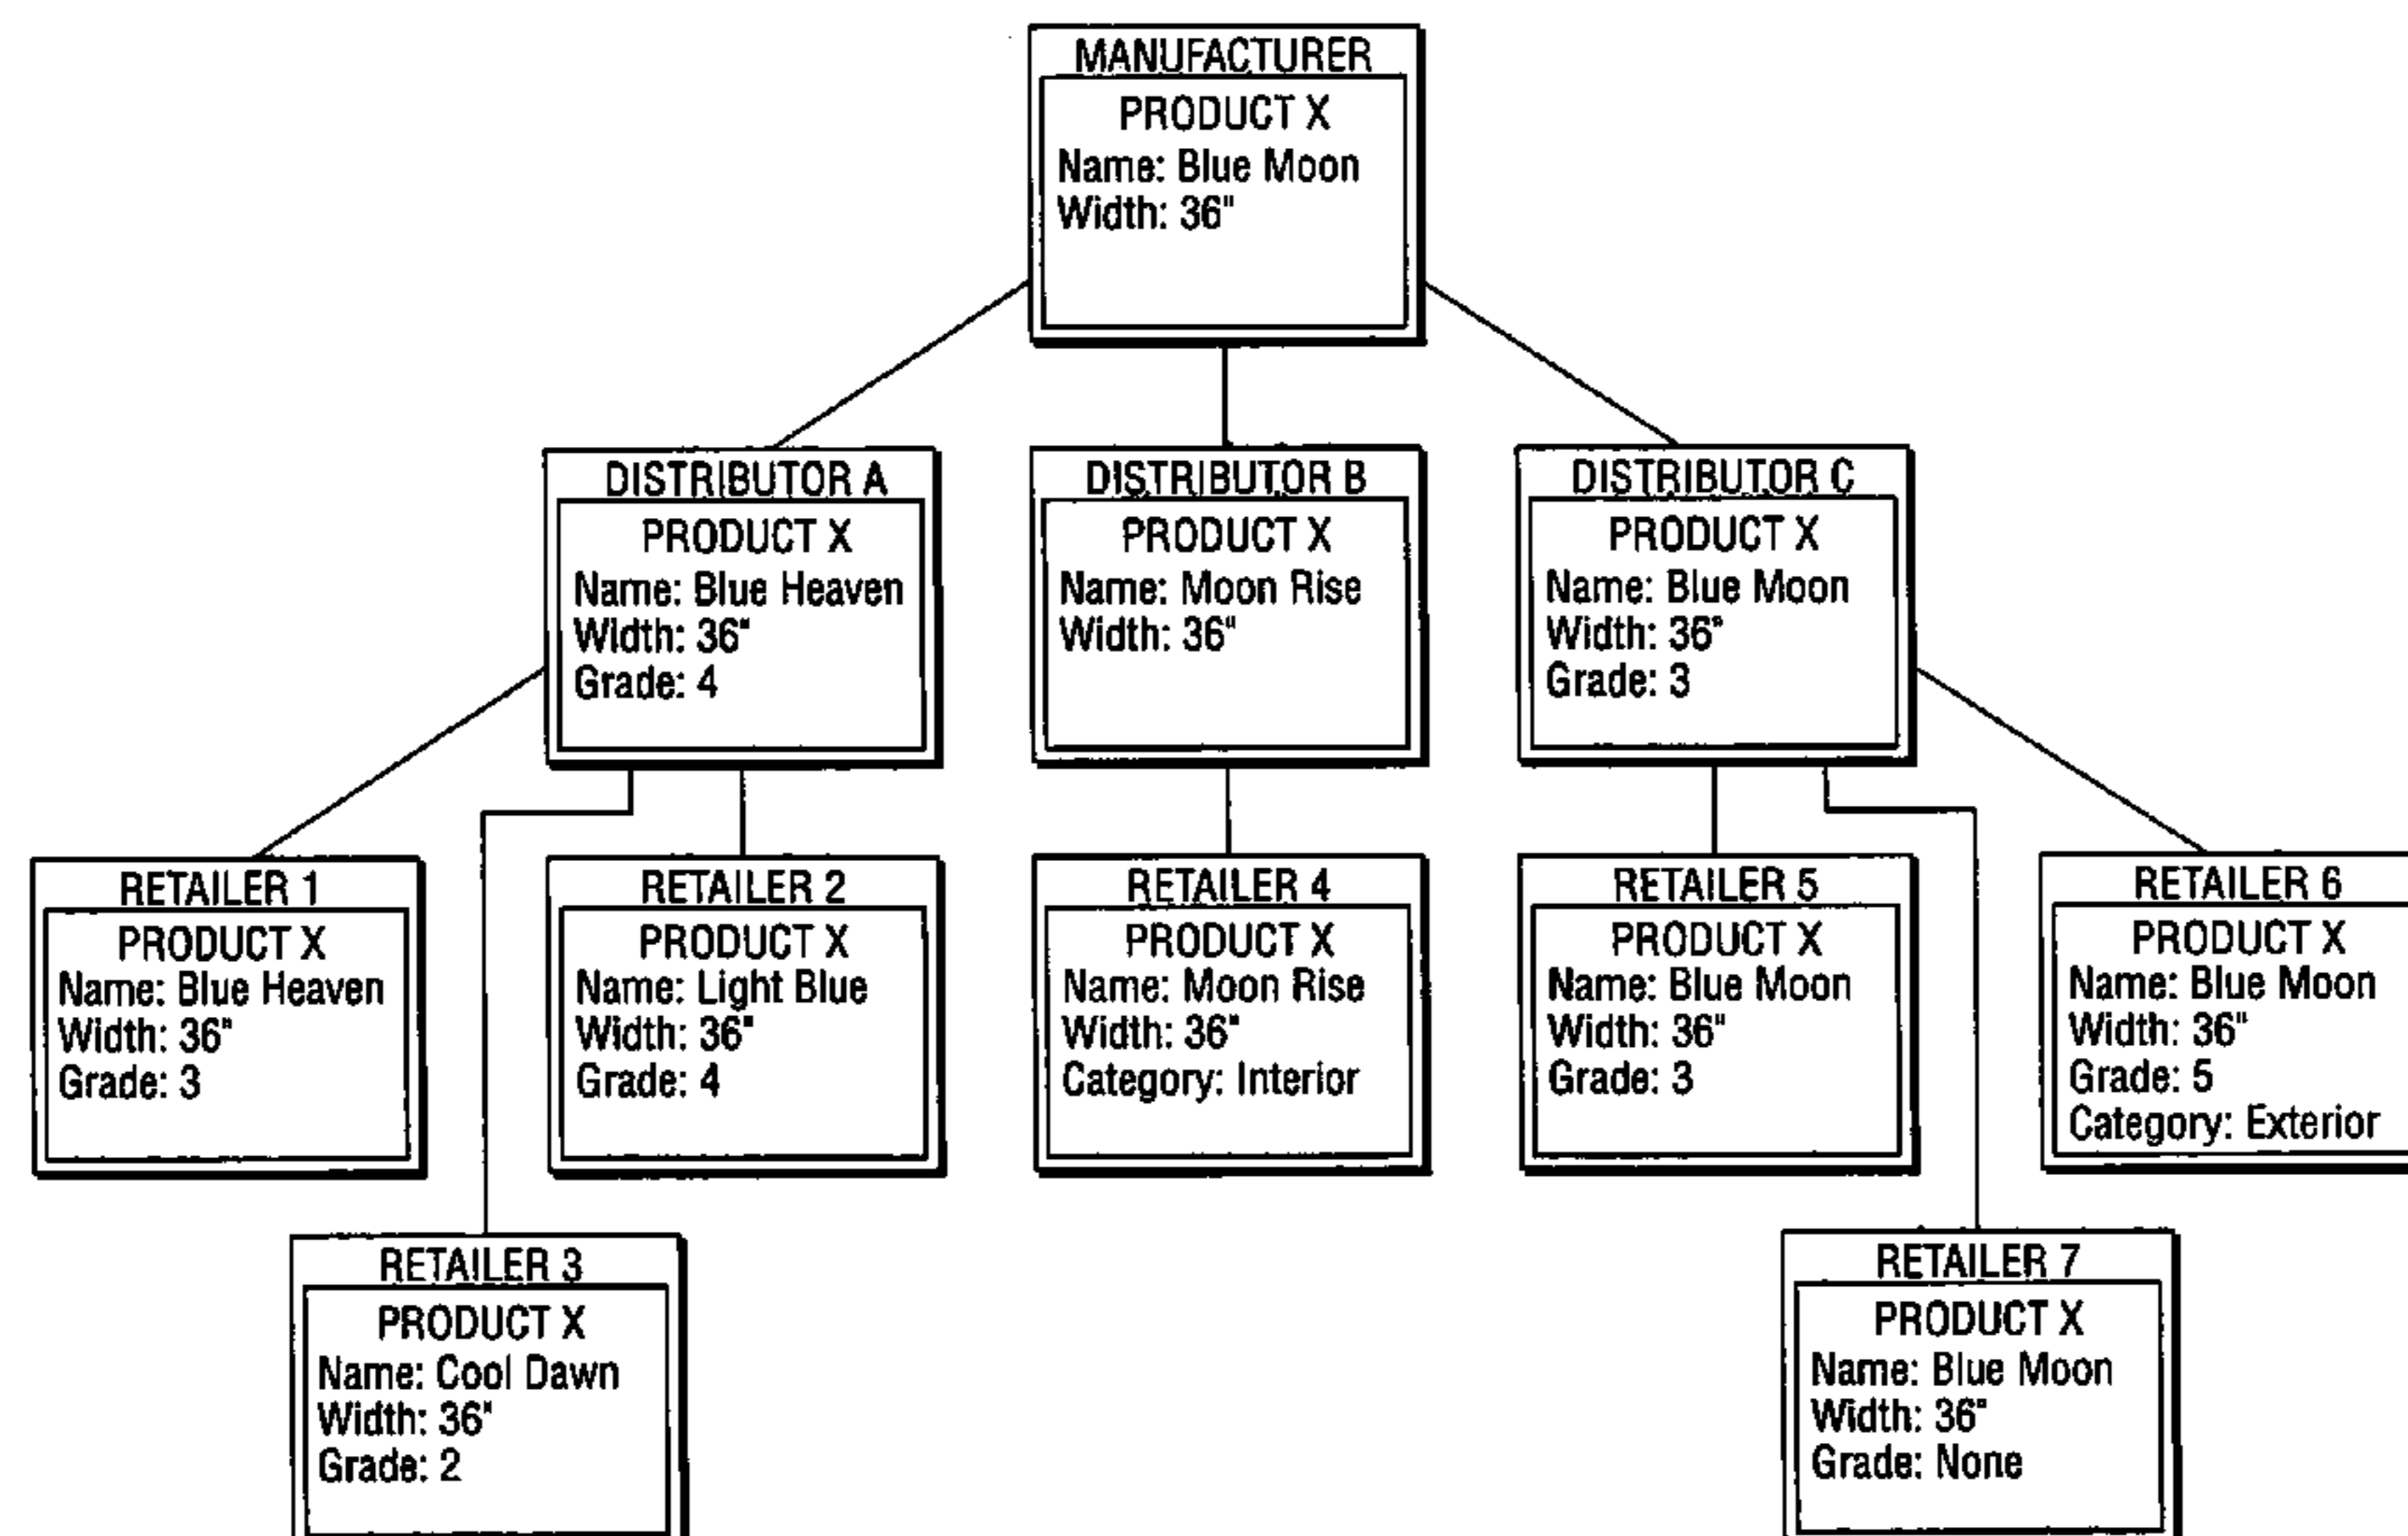 MANUFACTURER
PRODUCT X
Name: Blue Moon
Width: 36"
DISTRIBUTOR A
PRODUCT X
Name: Blue Heaven
Width: 36"
Grade: 4
DISTRIBUTOR B
PRODUCT X
Name: Moon Rise
Width: 36"
DISTRIBUTOR C
PRODUCT X
Name: Blue Moon
Width: 36"
Grade: 3
RETAILER 1
PRODUCT X
Name: Blue Heaven
Width: 36"
Grade: 3
RETAILER 2
PRODUCT X
Name: Light Blue
Width: 36"
Grade: 4
RETAILER 4
PRODUCT X
Name: Moon Rise
Width: 36"
Category: Interior
RETAILER 5
PRODUCT X
Name: Blue Moon
Width: 36"
Grade: 3
RETAILER 6
PRODUCT X
Name: Blue Moon
Width: 36"
Grade: 5
Category: Exterior
RETAILER 3
PRODUCT X
Name: Cool Dawn
Width: 36"
Grade: 2
RETAILER 7
PRODUCT X
Name: Blue Moon
Width: 36"
Grade: None